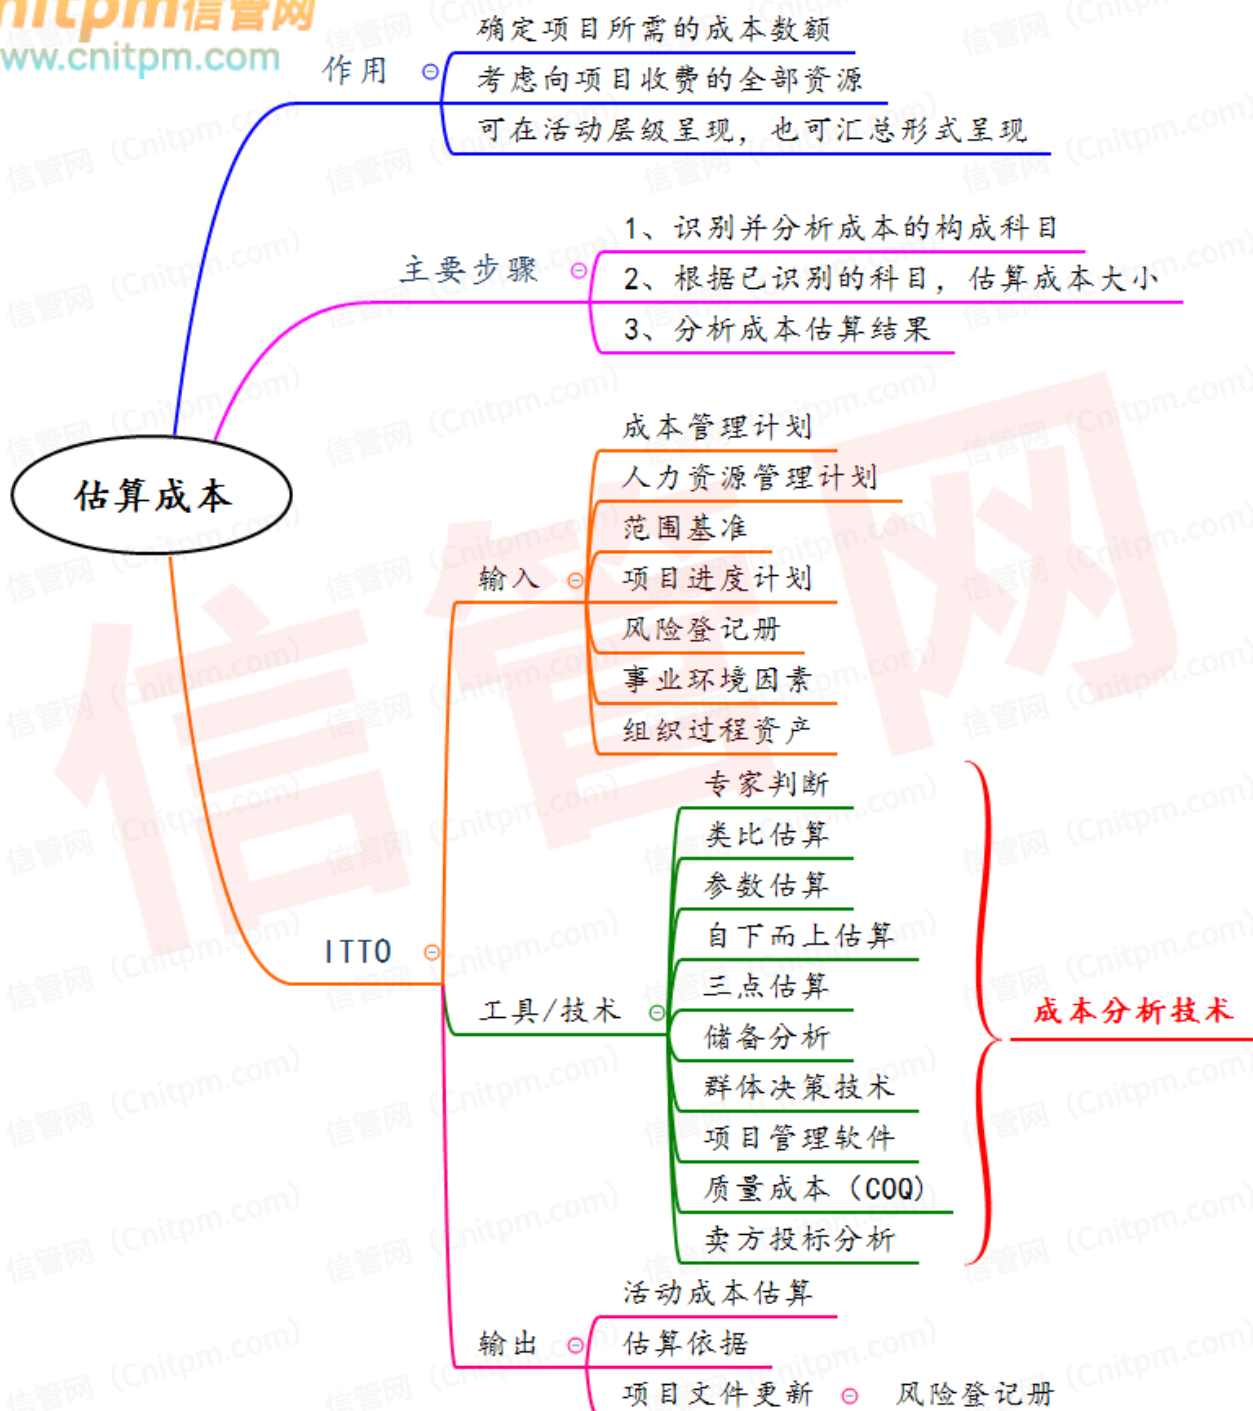 nitpm信管网
ww.cnitpm.com
作用
确定项目所需的成本数额
考虑向项目收费的全部资源
可在活动层级呈现，也可汇总形式呈现
主要步骤
1、识别并分析成本的构成科目
2、根据已识别的科目，估算成本大小
3、分析成本估算结果
估算成本
ITTO
输入
成本管理计划
人力资源管理计划
范围基准
项目进度计划
风险登记册
事业环境因素
组织过程资产
工具/技术
专家判断
类比估算
参数估算
自下而上估算
三点估算
储备分析
群体决策技术
项目管理软件
质量成本（COQ)
卖方投标分析
成本分析技术
输出
活动成本估算
估算依据
项目文件更新
风险登记册
信管网
信管网（Cnitpm.com）